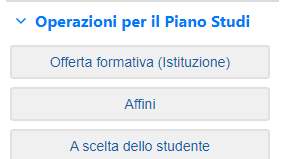 Operazioni per il Piano Studi
Offerta formativa (Istituzione)
Affini
A scelta dello studente